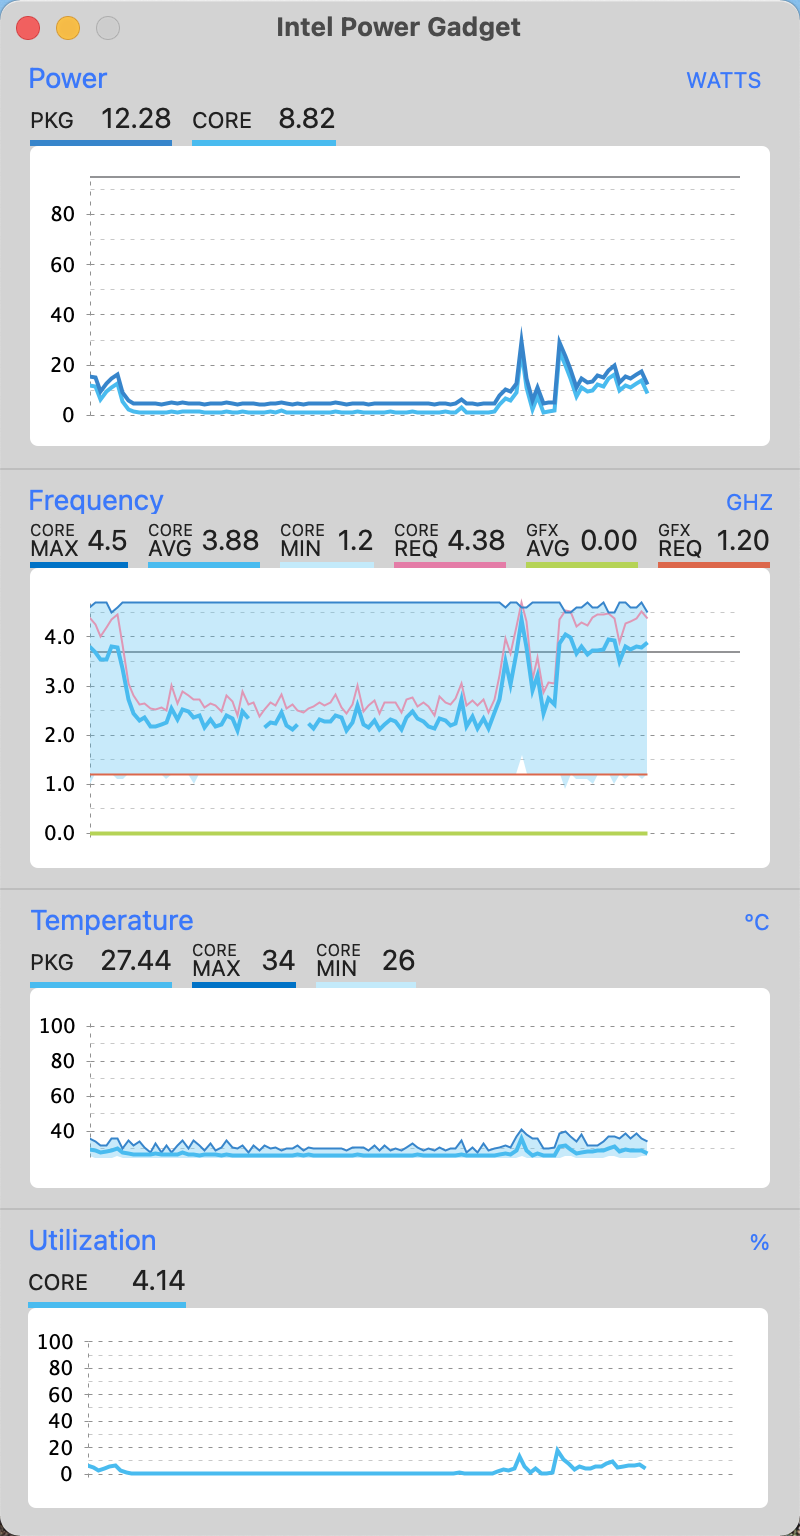 Intel Power Gadget
Power WATTS
PKG 12.28 CORE 8.82
80
60
40
20
0
Frequency GHZ
CORE MAX 4.5 CORE AVG 3.88 CORE MIN 1.2 CORE REQ 4.38 GFX AVG 0.00 GFX REQ 1.20
4.0
3.0
2.0
1.0
0.0
Temperature °C
PKG 27.44 CORE MAX 34 CORE MIN 26
100
80
60
40
Utilization %
CORE 4.14
100
80
60
40
20
0